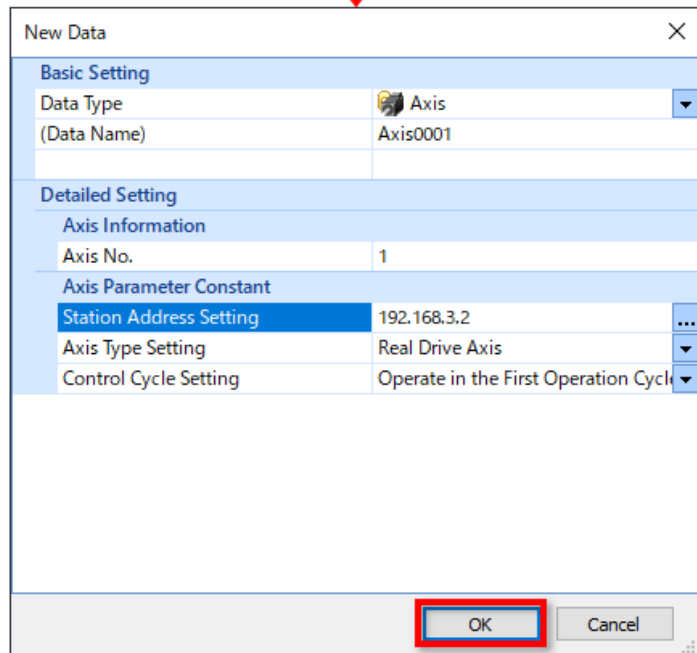 New Data
Basic Setting
Data Type Axis
(Data Name) Axis0001
Detailed Setting
Axis Information
Axis No. 1
Axis Parameter Constant
Station Address Setting 192.168.3.2 ...
Axis Type Setting Real Drive Axis
Control Cycle Setting Operate in the First Operation Cycle
OK Cancel